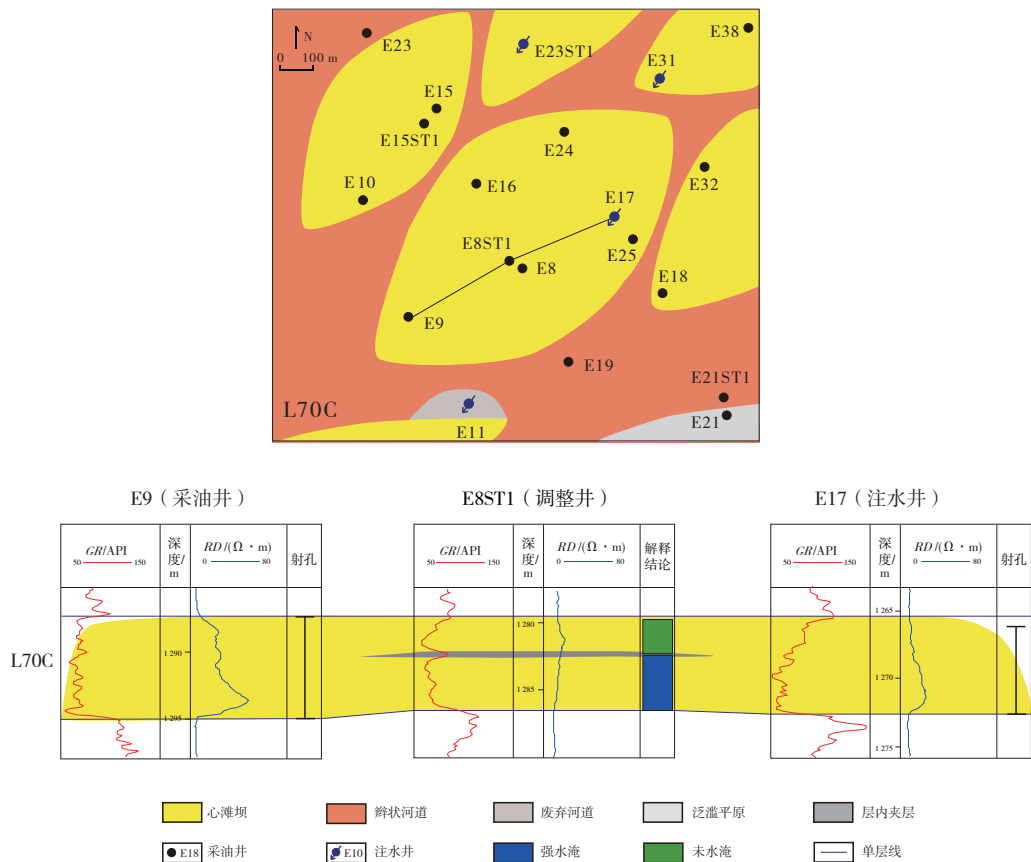 N
0 100 m
E23
E23ST1
E38
E31
E15
E15ST1
E24
E10
E16
E32
E17
E8ST1
E25
E8
E18
E9
E19
E21ST1
L70C
E11
E21
E9（采油井）
E8ST1（调整井）
E17（注水井）
GR/API
50 150
深度/m
RD/(Ω·m)
0 80
射孔
GR/API
50 150
深度/m
RD/(Ω·m)
0 80
解释结论
GR/API
50 150
深度/m
RD/(Ω·m)
0 80
射孔
L70C
1 290
1 295
1 280
1 285
1 265
1 270
1 275
心滩坝
辫状河道
废弃河道
泛滥平原
层内夹层
E18 采油井
E10 注水井
强水淹
未水淹
单层线